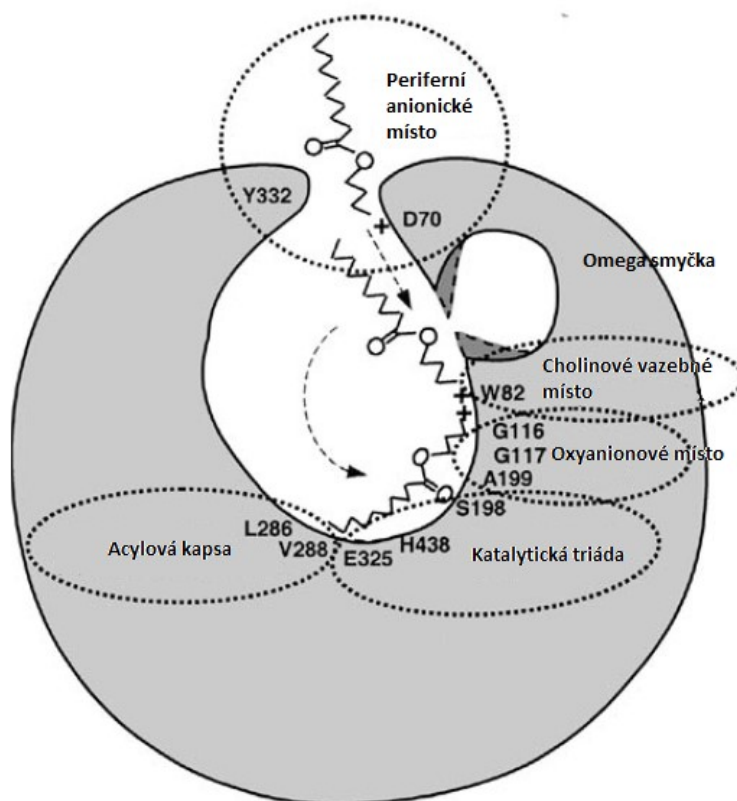 Periferní
anionické
místo
Y332
D70
Omega smyčka
Cholinové vazebné
místo
W82
G116
G117
Oxyanionové místo
A199
S198
L286
V288
E325
H438
Acylová kapsa
Katalytická triáda